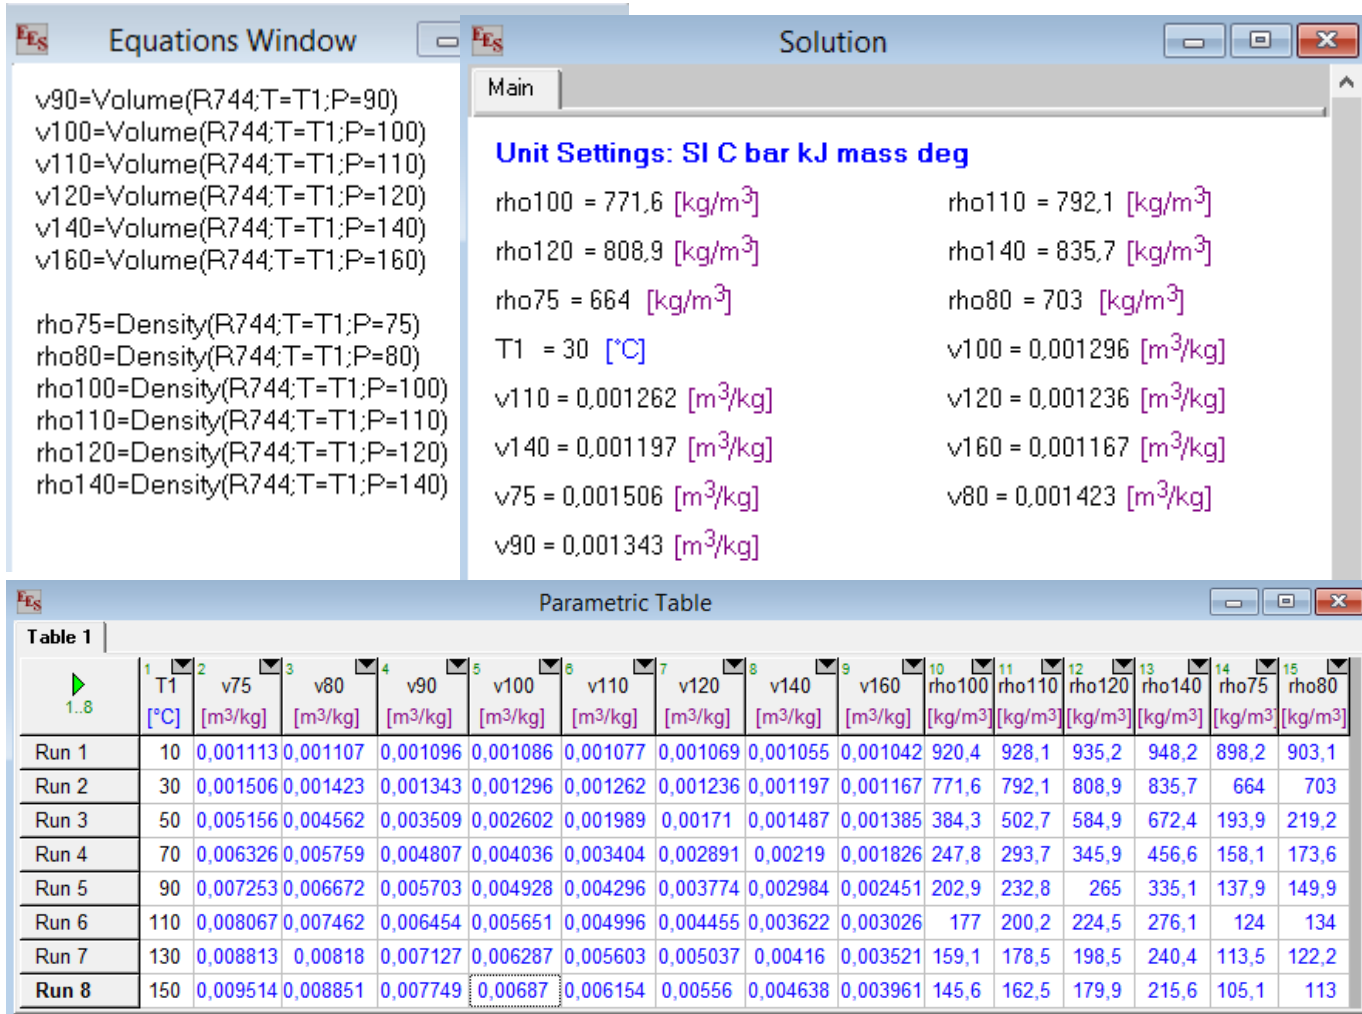 EES Equations Window
v90=Volume(R744;T=T1;P=90)
v100=Volume(R744;T=T1;P=100)
v110=Volume(R744;T=T1;P=110)
v120=Volume(R744;T=T1;P=120)
v140=Volume(R744;T=T1;P=140)
v160=Volume(R744;T=T1;P=160)
rho75=Density(R744;T=T1;P=75)
rho80=Density(R744;T=T1;P=80)
rho100=Density(R744;T=T1;P=100)
rho110=Density(R744;T=T1;P=110)
rho120=Density(R744;T=T1;P=120)
rho140=Density(R744;T=T1;P=140)
EES Solution
Main
Unit Settings: SI C bar kJ mass deg
rho100 = 771,6 [kg/m³] rho110 = 792,1 [kg/m³]
rho120 = 808,9 [kg/m³] rho140 = 835,7 [kg/m³]
rho75 = 664 [kg/m³] rho80 = 703 [kg/m³]
T1 = 30 [°C] v100 = 0,001296 [m³/kg]
v110 = 0,001262 [m³/kg] v120 = 0,001236 [m³/kg]
v140 = 0,001197 [m³/kg] v160 = 0,001167 [m³/kg]
v75 = 0,001506 [m³/kg] v80 = 0,001423 [m³/kg]
v90 = 0,001343 [m³/kg]
EES Parametric Table
Table 1
1 2 3 4 5 6 7 8 9 10 11 12 13 14 15
T1 v75 v80 v90 v100 v110 v120 v140 v160 rho100 rho110 rho120 rho140 rho75 rho80
1..8 [°C] [m³/kg] [m³/kg] [m³/kg] [m³/kg] [m³/kg] [m³/kg] [m³/kg] [m³/kg] [kg/m³] [kg/m³] [kg/m³] [kg/m³] [kg/m³] [kg/m³]
Run 1 10 0,001113 0,001107 0,001096 0,001086 0,001077 0,001069 0,001055 0,001042 920,4 928,1 935,2 948,2 898,2 903,1
Run 2 30 0,001506 0,001423 0,001343 0,001296 0,001262 0,001236 0,001197 0,001167 771,6 792,1 808,9 835,7 664 703
Run 3 50 0,005156 0,004562 0,003509 0,002602 0,001989 0,00171 0,001487 0,001385 384,3 502,7 584,9 672,4 193,9 219,2
Run 4 70 0,006326 0,005759 0,004807 0,004036 0,003404 0,002891 0,00219 0,001826 247,8 293,7 345,9 456,6 158,1 173,6
Run 5 90 0,007253 0,006672 0,005703 0,004928 0,004296 0,003774 0,002984 0,002451 202,9 232,8 265 335,1 137,9 149,9
Run 6 110 0,008067 0,007462 0,006454 0,005651 0,004996 0,004455 0,003622 0,003026 177 200,2 224,5 276,1 124 134
Run 7 130 0,008813 0,00818 0,007127 0,006287 0,005603 0,005037 0,00416 0,003521 159,1 178,5 198,5 240,4 113,5 122,2
Run 8 150 0,009514 0,008851 0,007749 0,00687 0,006154 0,00556 0,004638 0,003961 145,6 162,5 179,9 215,6 105,1 113